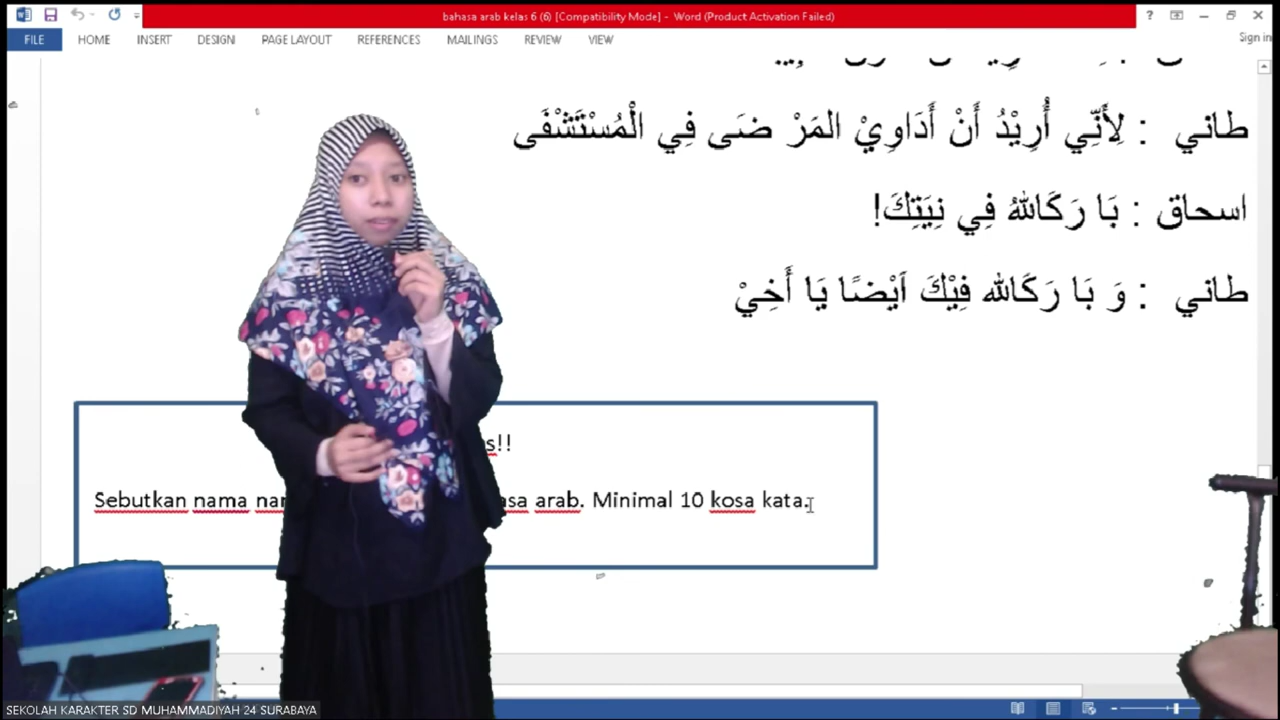 bahasa arab kelas 6 (6) [Compatibility Mode] - Word (Product Activation Failed)
FILE HOME INSERT DESIGN PAGE LAYOUT REFERENCES MAILINGS REVIEW VIEW
Sign in
طاني : لِأَنِّي أُرِيْدُ أَنْ أَدَاوِيْ المَرْ ضَى فِي الْمُسْتَشْفَى
اسحاق : بَا رَكَاللهُ فِي نِيَتِكَ!
طاني : وَ بَا رَكَالله فِيْكَ اَيْضًا يَا أَخِيْ
s!!
Sebutkan nama nam asa arab. Minimal 10 kosa kata.
SEKOLAH KARAKTER SD MUHAMMADIYAH 24 SURABAYA